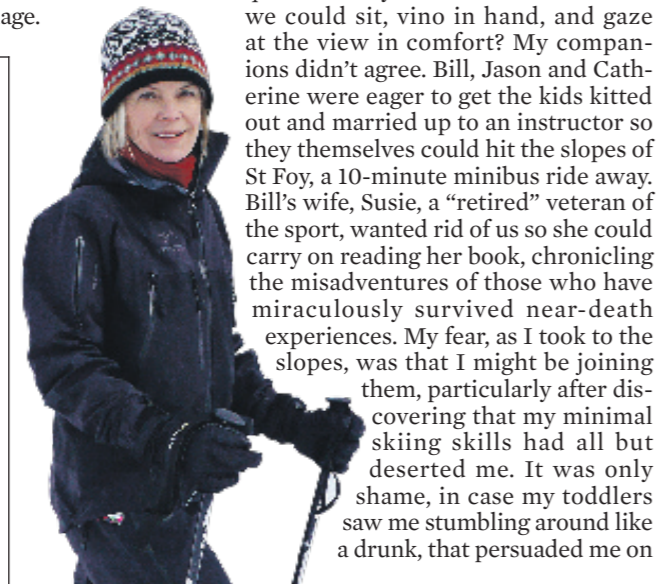 age.
we could sit, vino in hand, and gaze
at the view in comfort? My compan-
ions didn't agree. Bill, Jason and Cath-
erine were eager to get the kids kitted
out and married up to an instructor so
they themselves could hit the slopes of
St Foy, a 10-minute minibus ride away.
Bill's wife, Susie, a “retired” veteran of
the sport, wanted rid of us so she could
carry on reading her book, chronicling
the misadventures of those who have
miraculously survived near-death
experiences. My fear, as I took to the
slopes, was that I might be joining
them, particularly after dis-
covering that my minimal
skiing skills had all but
deserted me. It was only
shame, in case my toddlers
saw me stumbling around like
a drunk, that persuaded me on